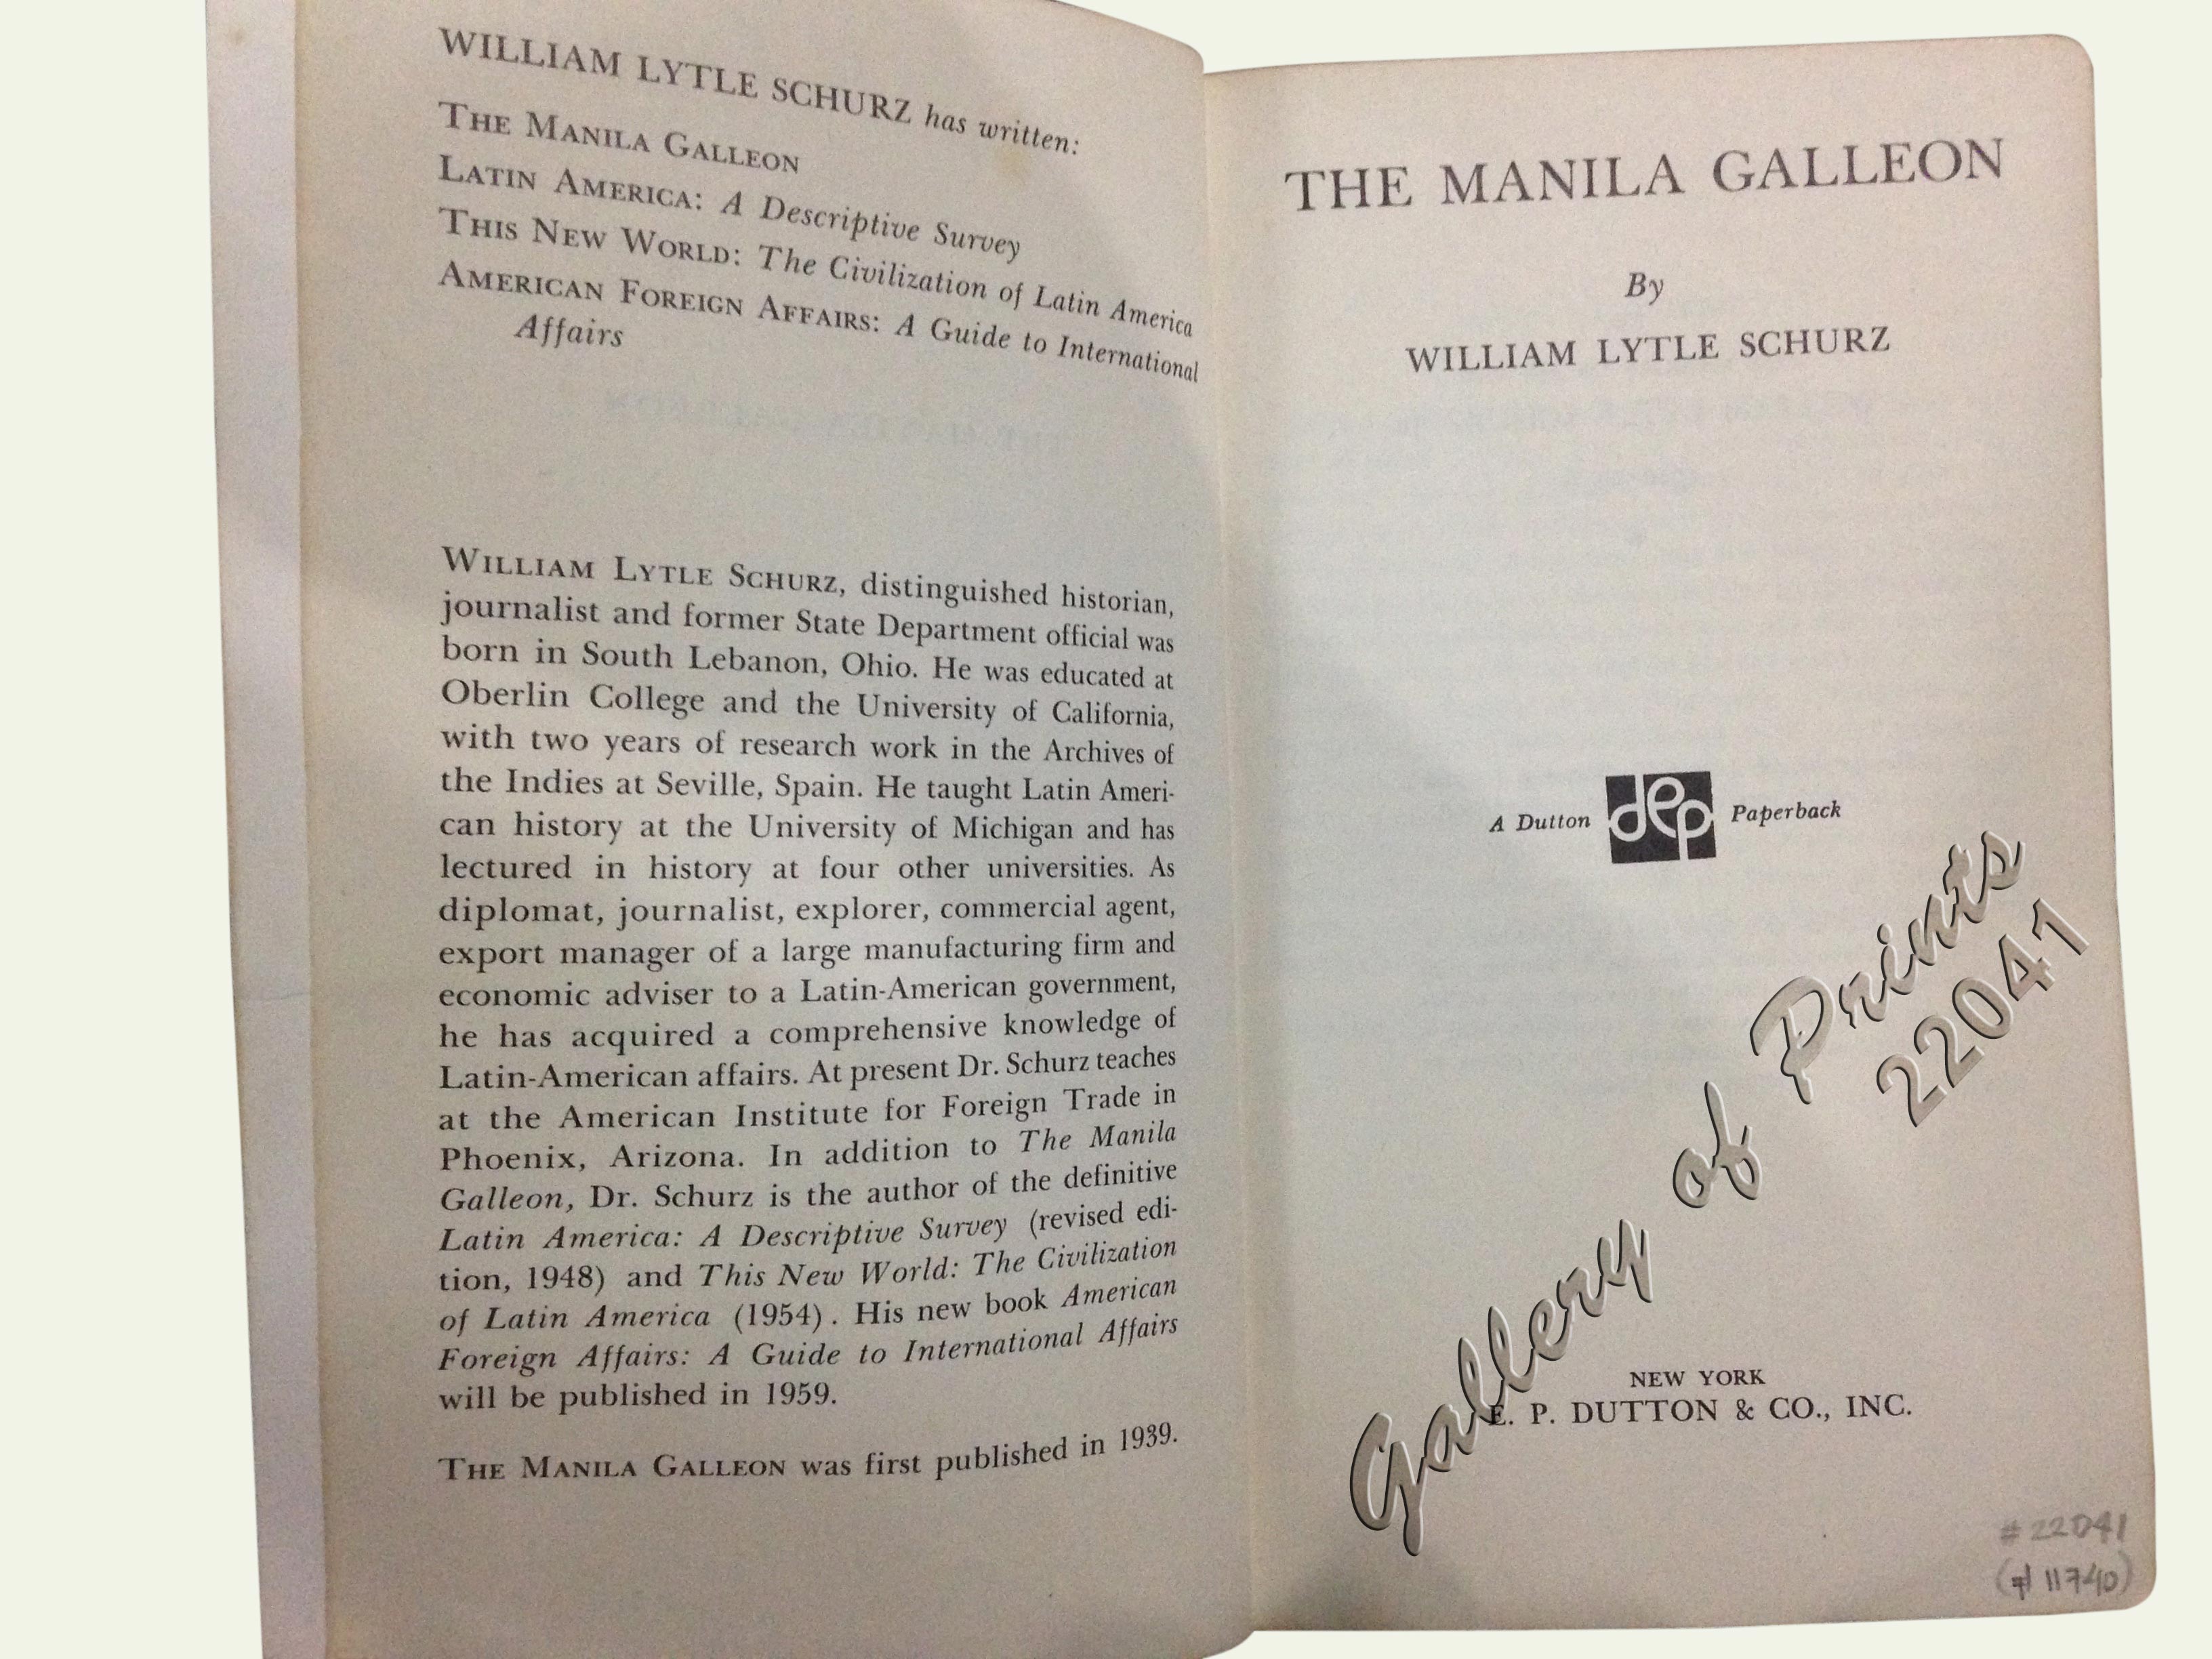 WILLIAM LYTLE SCHURZ has written:
THE MANILA GALLEON
LATIN AMERICA: A Descriptive Survey
THIS NEW WORLD: The Civilization of Latin America
AMERICAN FOREIGN AFFAIRS: A Guide to International
Affairs
WILLIAM LYTLE SCHURZ, distinguished historian,
journalist and former State Department official was
born in South Lebanon, Ohio. He was educated at
Oberlin College and the University of California,
with two years of research work in the Archives of
the Indies at Seville, Spain. He taught Latin Ameri-
can history at the University of Michigan and has
lectured in history at four other universities. As
diplomat, journalist, explorer, commercial agent,
export manager of a large manufacturing firm and
economic adviser to a Latin-American government,
he has acquired a comprehensive knowledge of
Latin-American affairs. At present Dr. Schurz teaches
at the American Institute for Foreign Trade in
Phoenix, Arizona. In addition to The Manila
Galleon, Dr. Schurz is the author of the definitive
Latin America: A Descriptive Survey (revised edi-
tion, 1948) and This New World: The Civilization
of Latin America (1954). His new book American
Foreign Affairs: A Guide to International Affairs
will be published in 1959.
THE MANILA GALLEON was first published in 1939.
THE MANILA GALLEON
By
WILLIAM LYTLE SCHURZ
A Dutton dep Paperback
Gallery of Prints
22041
NEW YORK
E. P. DUTTON & CO., INC.
#22041
(#11740)